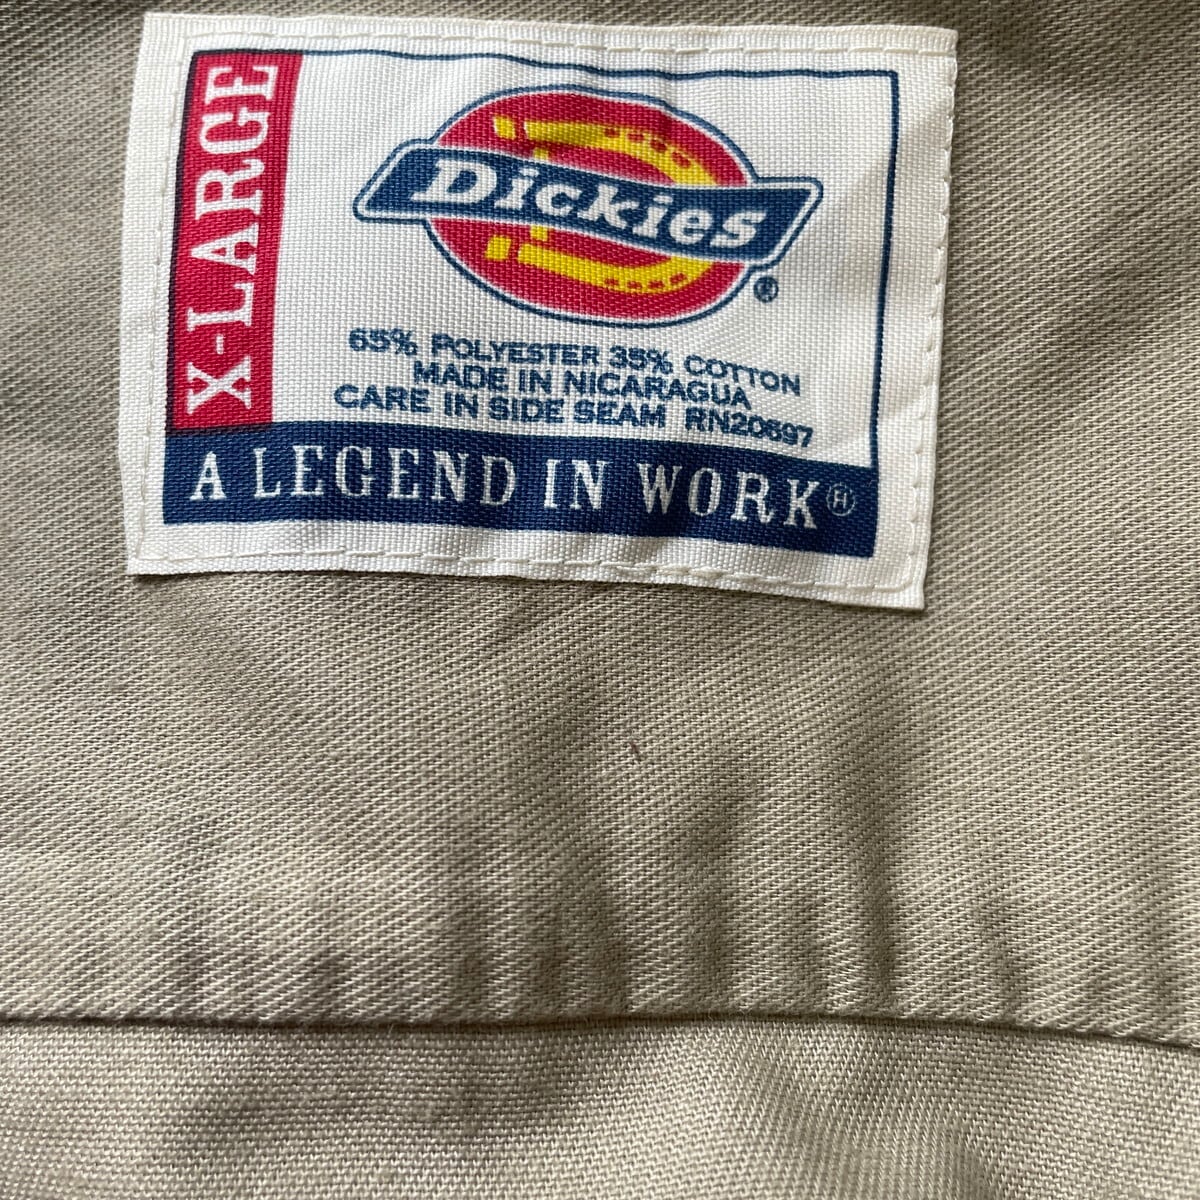 X-LARGE
Dickies®
65% POLYESTER 35% COTTON
MADE IN NICARAGUA
CARE IN SIDE SEAM RN20697
A LEGEND IN WORK®